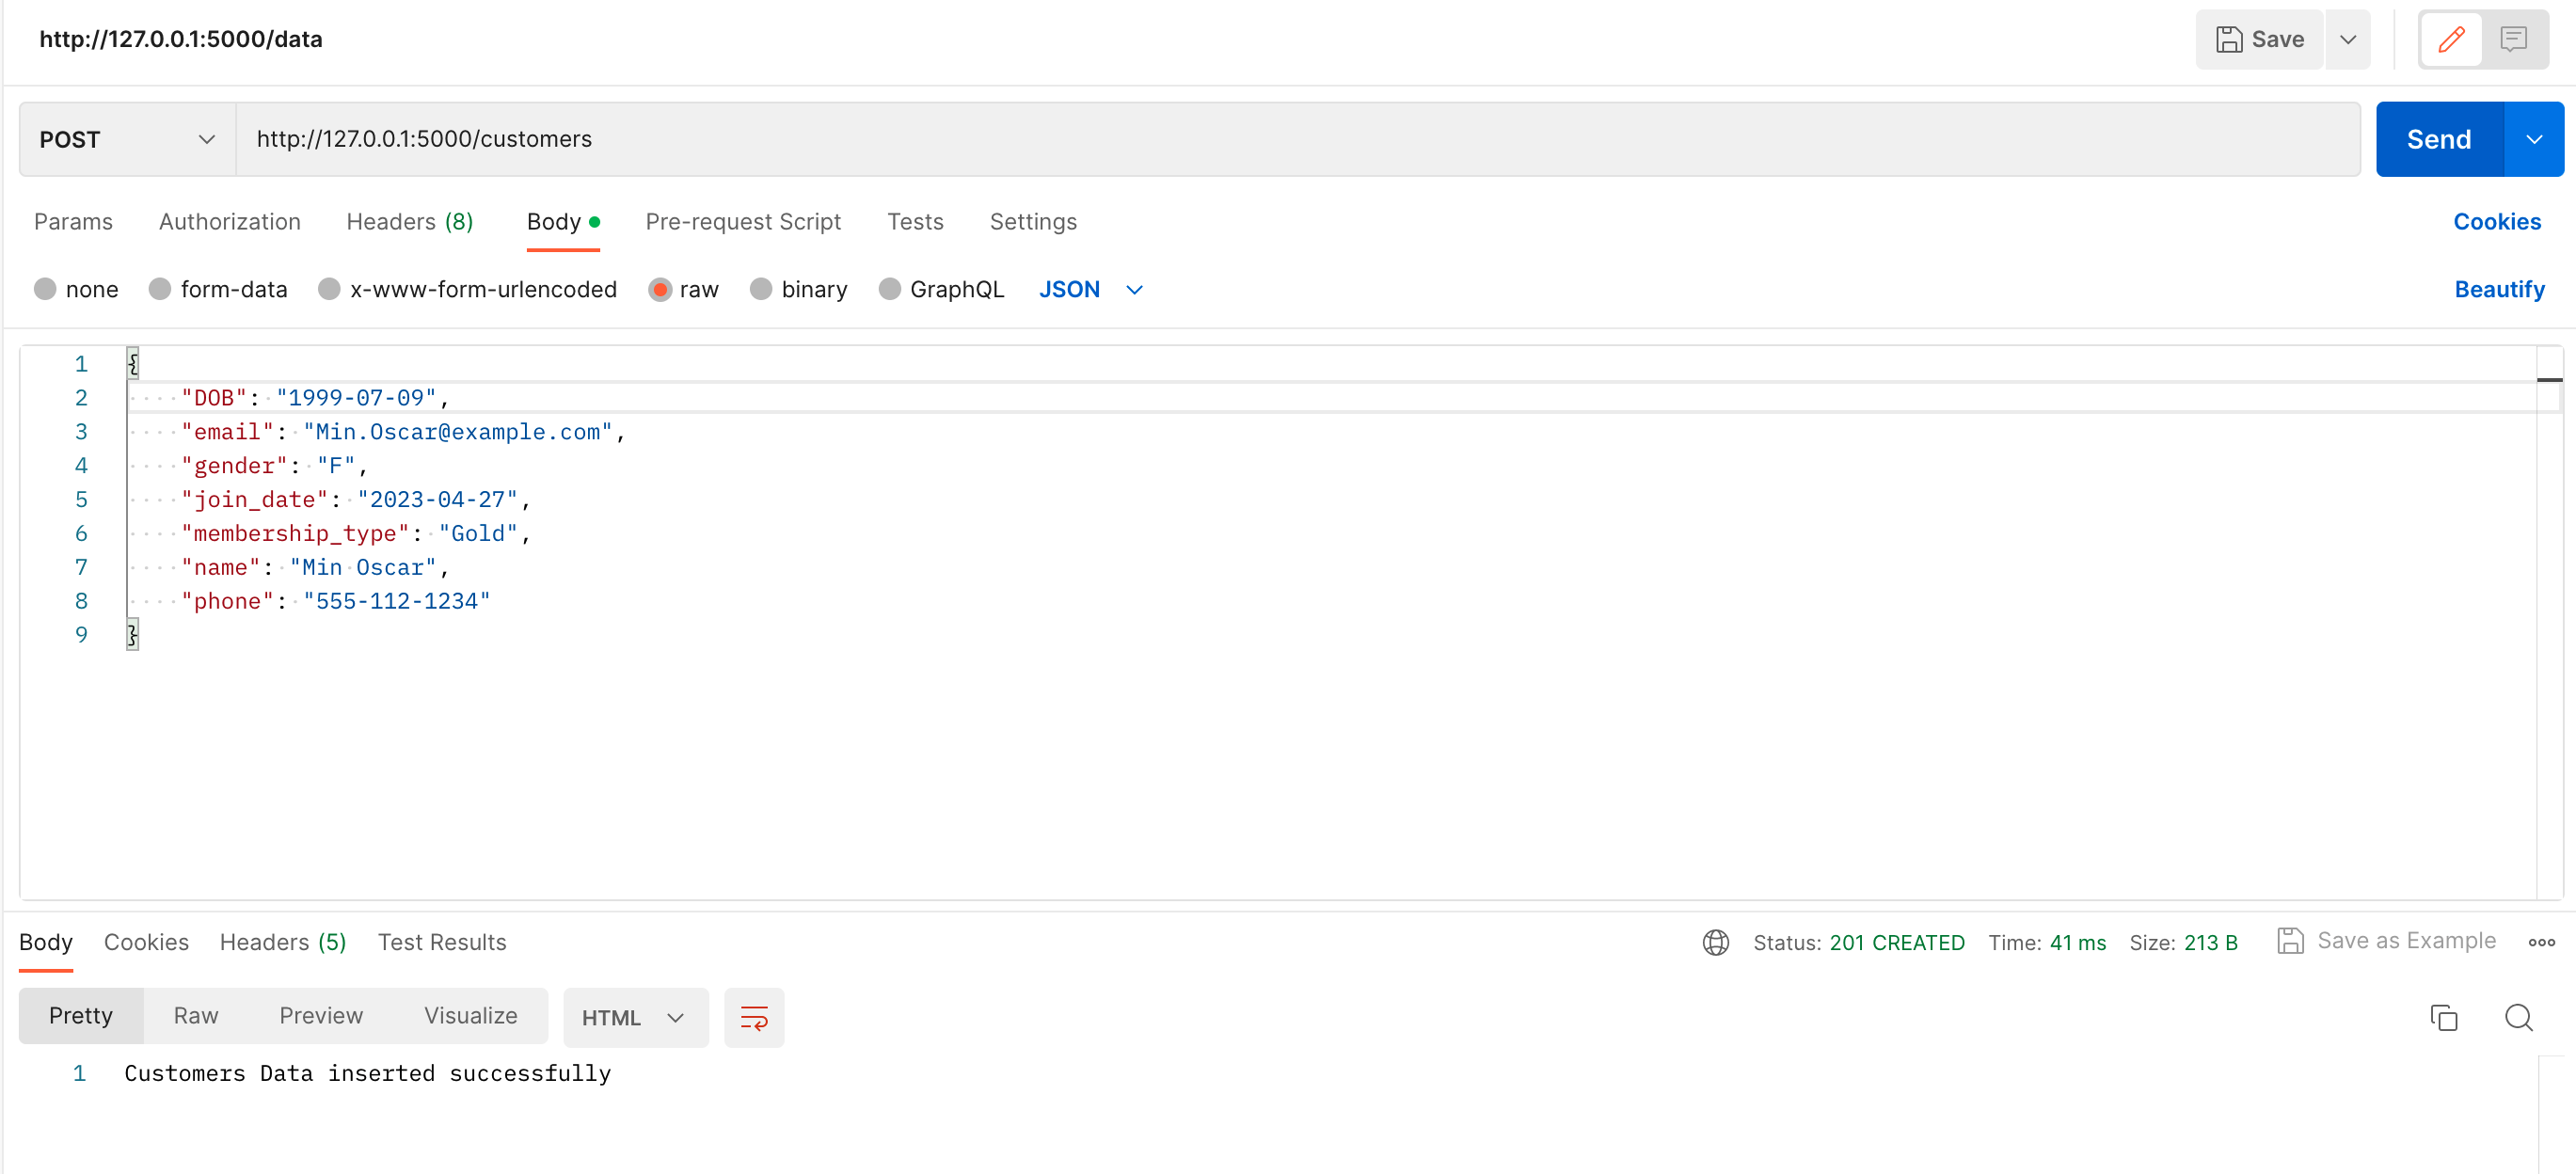 http://127.0.0.1:5000/data
Save
POST http://127.0.0.1:5000/customers Send
Params Authorization Headers (8) Body Pre-request Script Tests Settings Cookies
none form-data x-www-form-urlencoded raw binary GraphQL JSON Beautify
1 {
2 "DOB": "1999-07-09",
3 "email": "Min.Oscar@example.com",
4 "gender": "F",
5 "join_date": "2023-04-27",
6 "membership_type": "Gold",
7 "name": "Min Oscar",
8 "phone": "555-112-1234"
9 }
Body Cookies Headers (5) Test Results Status: 201 CREATED Time: 41 ms Size: 213 B Save as Example
Pretty Raw Preview Visualize HTML
1 Customers Data inserted successfully